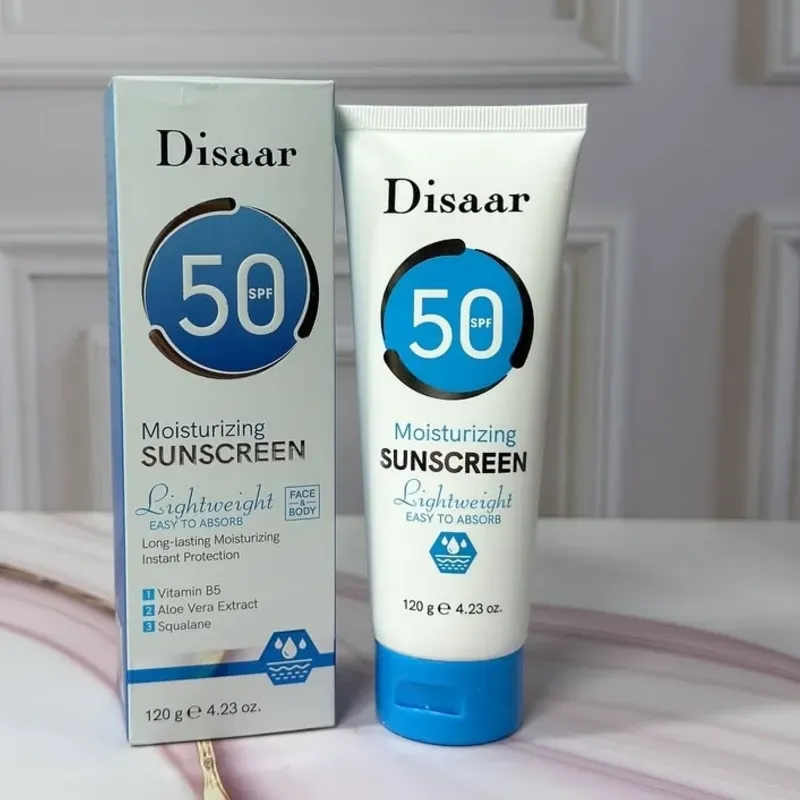 Disaar
50
SPF
Moisturizing
SUNSCREEN
Lightweight
EASY TO ABSORB
FACE
&
BODY
Long-lasting Moisturizing
Instant Protection
1 Vitamin B5
2 Aloe Vera Extract
3 Squalane
120 g ℮ 4.23 oz.
Disaar
50
SPF
Moisturizing
SUNSCREEN
Lightweight
EASY TO ABSORB
120 g ℮ 4.23 oz.